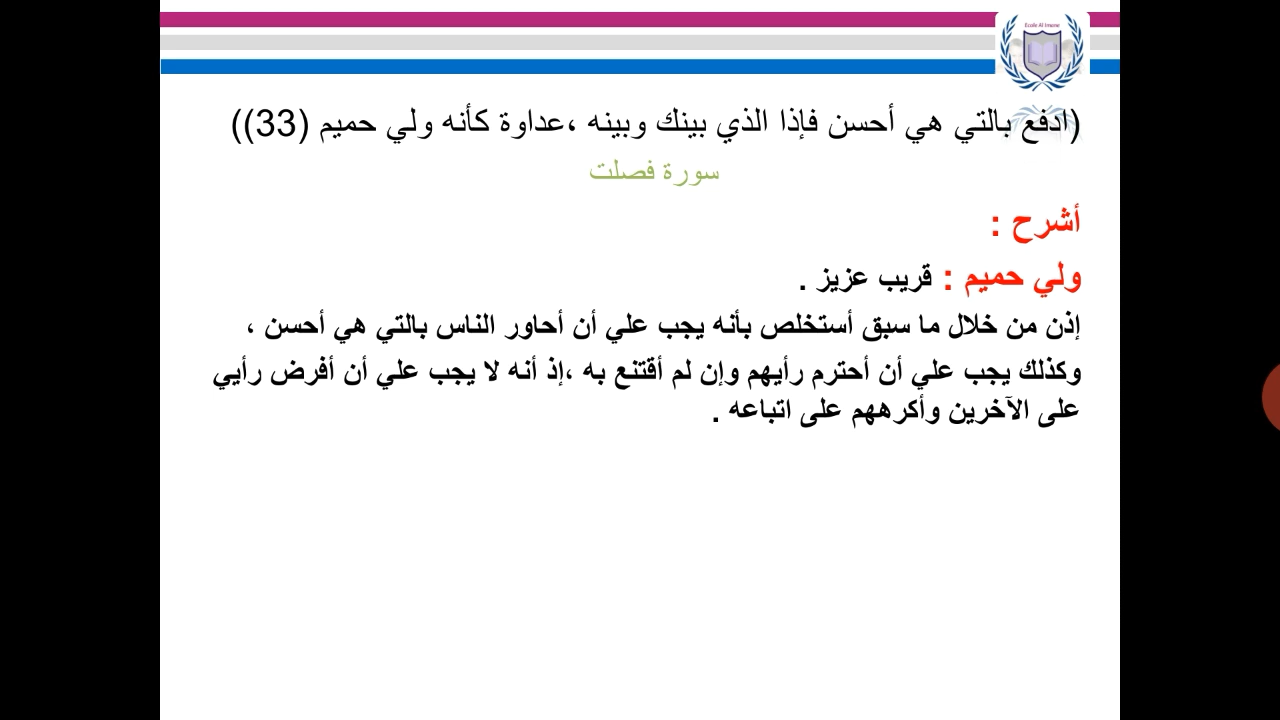 Ecole Al Imane
(ادفع بالتي هي أحسن فإذا الذي بينك وبينه ،عداوة كأنه ولي حميم (33))
سورة فصلت
أشرح :
ولي حميم : قريب عزيز .
إذن من خلال ما سبق أستخلص بأنه يجب علي أن أحاور الناس بالتي هي أحسن ،
وكذلك يجب علي أن أحترم رأيهم وإن لم أقتنع به ،إذ أنه لا يجب علي أن أفرض رأيي
على الآخرين وأكرههم على اتباعه .